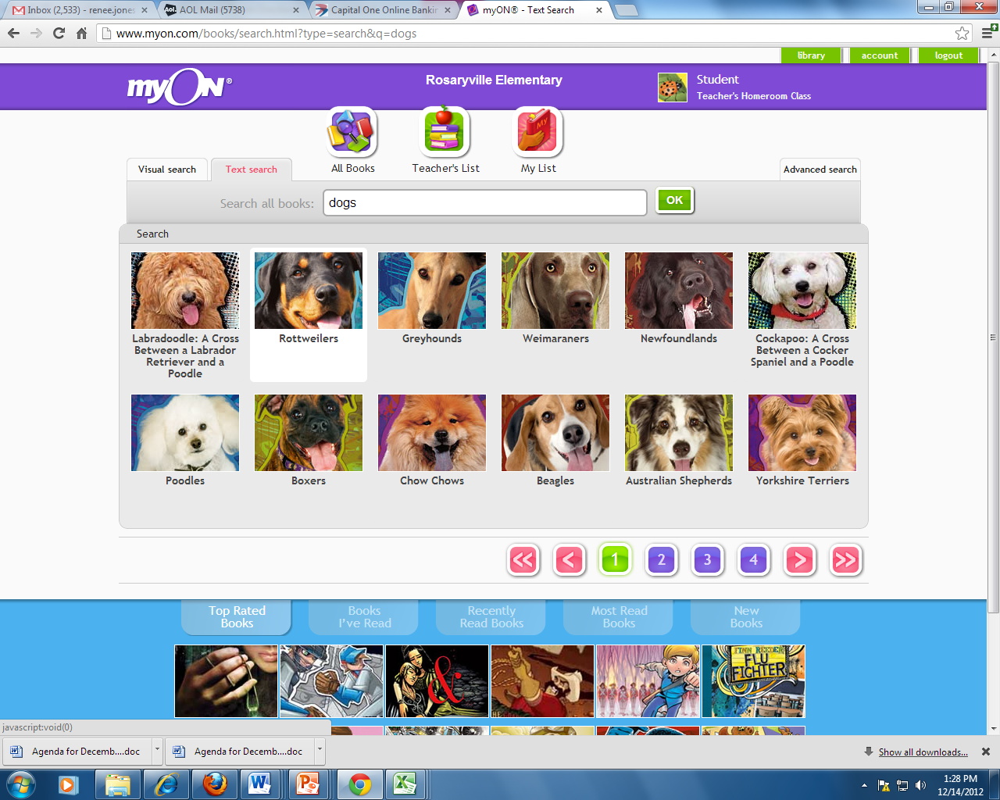 Inbox (2,533) - renee.jones
AOL Mail (5738)
Capital One Online Bankin
myON® - Text Search
www.myon.com/books/search.html?type=search&q=dogs
library
account
logout
myON®
Rosaryville Elementary
Student
Teacher's Homeroom Class
All Books
Teacher's List
My List
Visual search
Text search
Advanced search
Search all books:
dogs
OK
Search
Labradoodle: A Cross
Between a Labrador
Retriever and a
Poodle
Rottweilers
Greyhounds
Weimaraners
Newfoundlands
Cockapoo: A Cross
Between a Cocker
Spaniel and a Poodle
Poodles
Boxers
Chow Chows
Beagles
Australian Shepherds
Yorkshire Terriers
<< < 1 2 3 4 > >>
Top Rated
Books
Books
I've Read
Recently
Read Books
Most Read
Books
New
Books
&
FINN REEDER
FLU
FIGHTER
javascript:void(0)
Agenda for Decemb....doc
Agenda for Decemb....doc
Show all downloads...
1:28 PM
12/14/2012